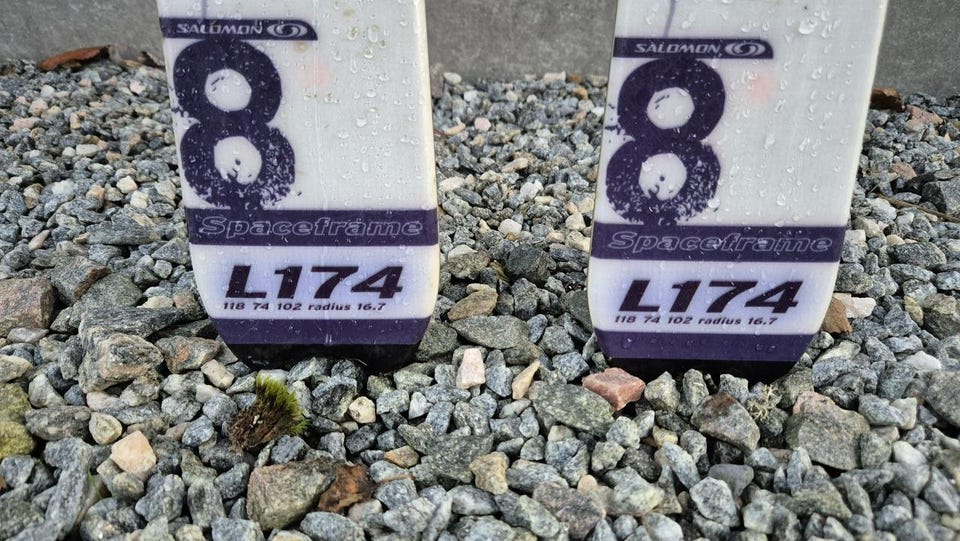 SALOMON
8
Spaceframe
L174
118 74 102 radius 16.7
SALOMON
8
Spaceframe
L174
118 74 102 radius 16.7